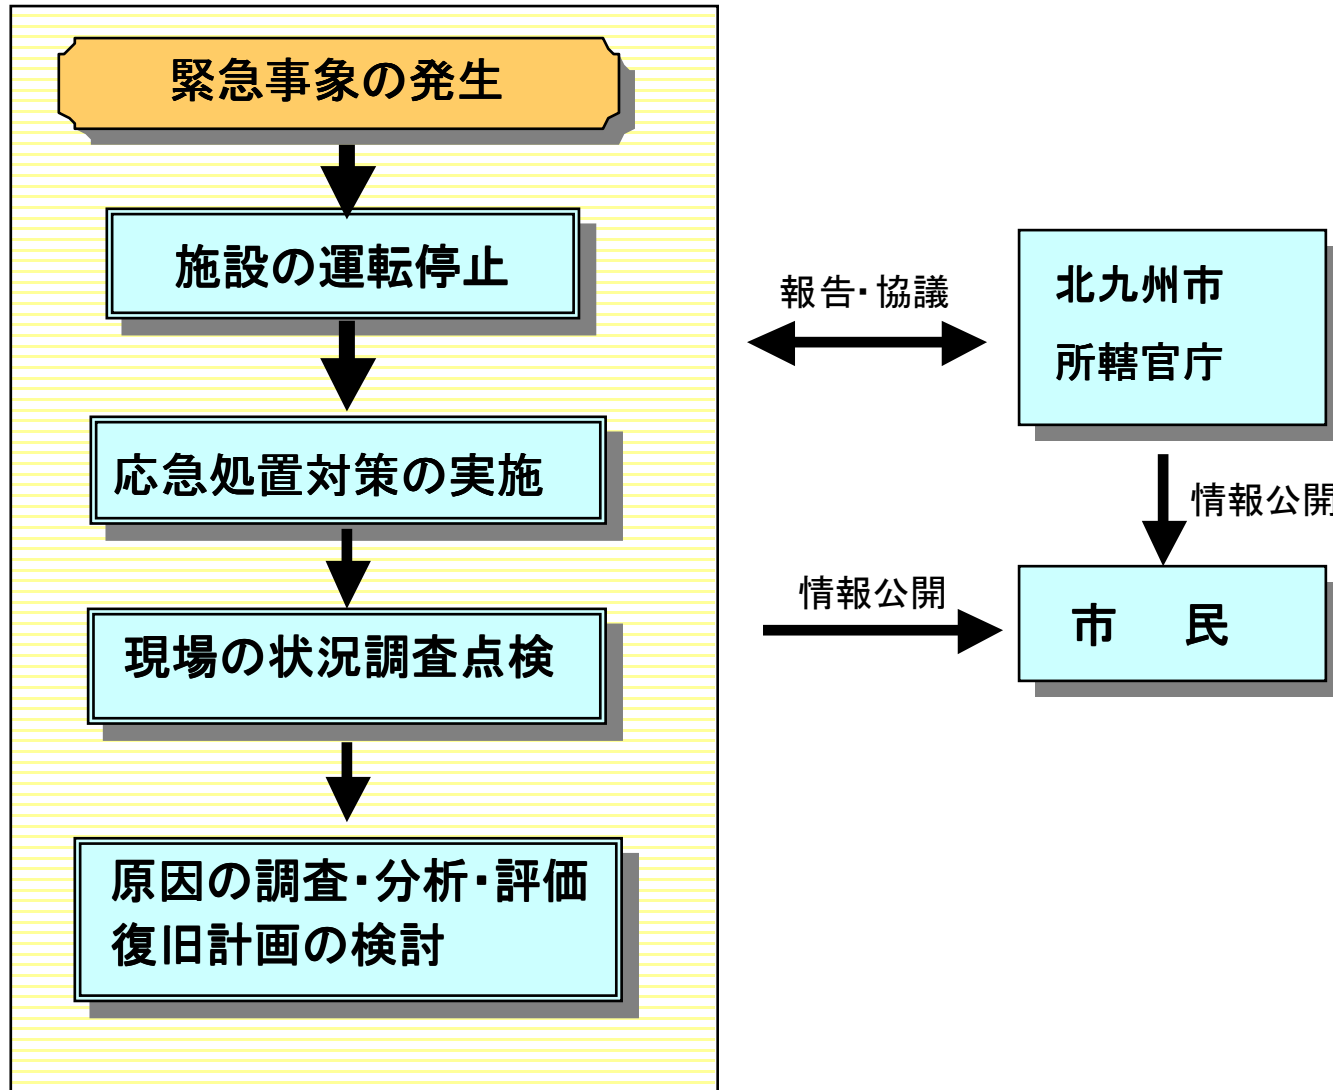 緊急事象の発生
施設の運転停止
応急処置対策の実施
現場の状況調査点検
原因の調査・分析・評価
復旧計画の検討
報告・協議
北九州市
所轄官庁
情報公開
情報公開
市　民